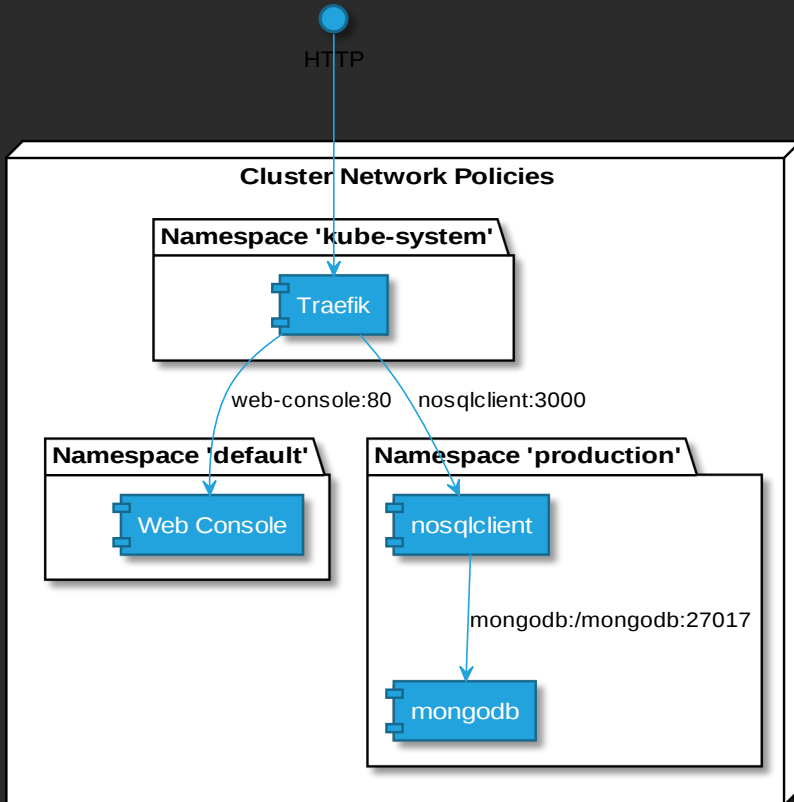 HTTP
Cluster Network Policies
Namespace 'kube-system'
Traefik
web-console:80
nosqlclient:3000
Namespace 'default'
Namespace 'production'
Web Console
nosqlclient
mongodb:/mongodb:27017
mongodb